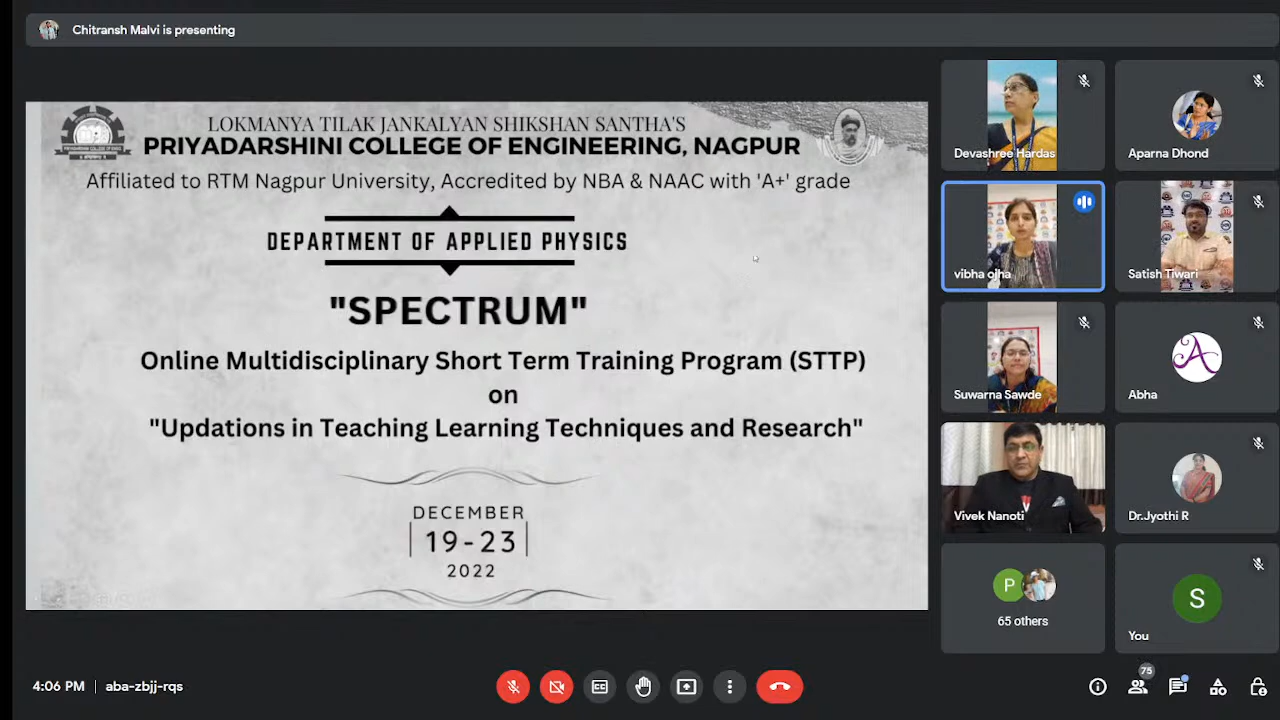 Chitransh Malvi is presenting
LOKMANYA TILAK JANKALYAN SHIKSHAN SANTHA'S
PRIYADARSHINI COLLEGE OF ENGINEERING, NAGPUR
Affiliated to RTM Nagpur University, Accredited by NBA & NAAC with 'A+' grade
DEPARTMENT OF APPLIED PHYSICS
"SPECTRUM"
Online Multidisciplinary Short Term Training Program (STTP)
on
"Updations in Teaching Learning Techniques and Research"
DECEMBER
19-23
2022
Devashree Hardas
Aparna Dhond
vibha ojha
Satish Tiwari
Suwarna Sawde
A
Abha
Vivek Nanoti
Dr.Jyothi R
P
65 others
S
You
4:06 PM | aba-zbjj-rqs
75